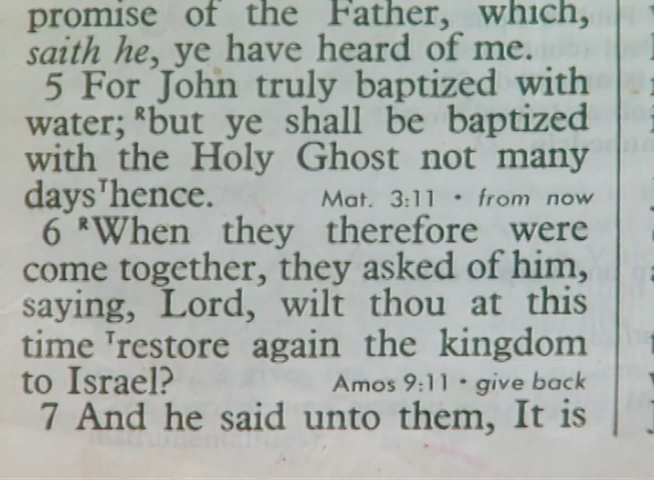 promise of the Father, which,
saith he, ye have heard of me.
5 For John truly baptized with
water; ᴿbut ye shall be baptized
with the Holy Ghost not many
daysᵀhence. Mat. 3:11 · from now
6 ᴿWhen they therefore were
come together, they asked of him,
saying, Lord, wilt thou at this
time ᵀrestore again the kingdom
to Israel? Amos 9:11 · give back
7 And he said unto them, It is